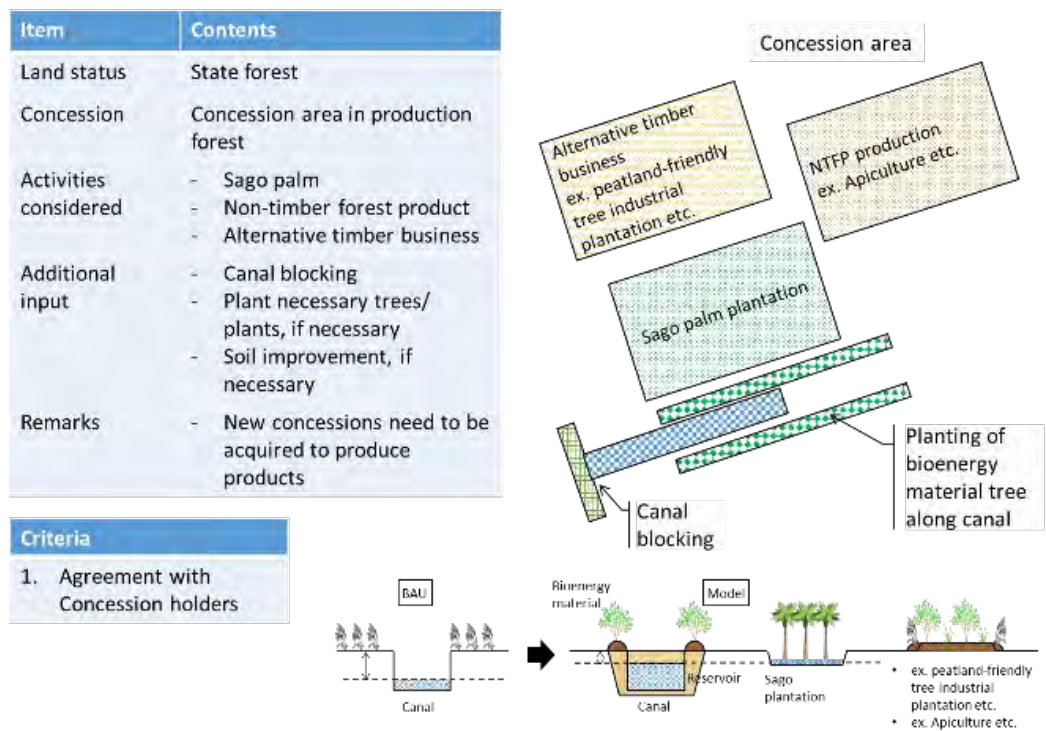 Item Contents
Land status State forest
Concession Concession area in production
forest
Activities - Sago palm
considered - Non-timber forest product
- Alternative timber business
Additional - Canal blocking
input - Plant necessary trees/
plants, if necessary
- Soil improvement, if
necessary
Remarks - New concessions need to be
acquired to produce
products
Criteria
1. Agreement with
Concession holders
Concession area
Alternative timber
business
ex. peatland-friendly
tree industrial
plantation etc.
NTFP production
ex. Apiculture etc.
Sago palm plantation
Planting of
bioenergy
material tree
along canal
Canal
blocking
BAU
Canal
Bioenergy
material
Model
Reservoir
Canal
Sago
plantation
• ex. peatland-friendly
tree industrial
plantation etc.
• ex. Apiculture etc.